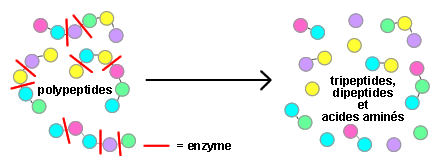 polypeptides
= enzyme
tripeptides,
dipeptides
et
acides aminés